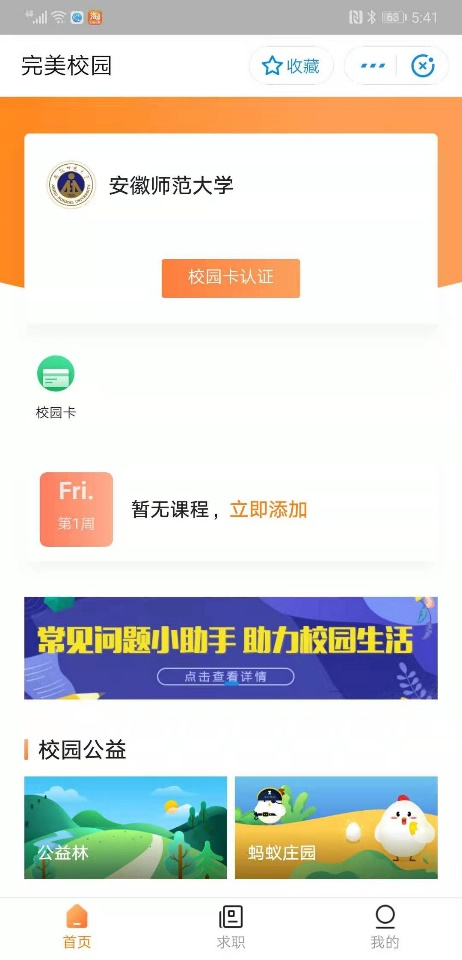 4G 63 5:41
完美校园
收藏
安徽师范大学
校园卡认证
校园卡
Fri.
第1周
暂无课程，立即添加
常见问题小助手 助力校园生活
点击查看详情
校园公益
公益林
蚂蚁庄园
首页 求职 我的